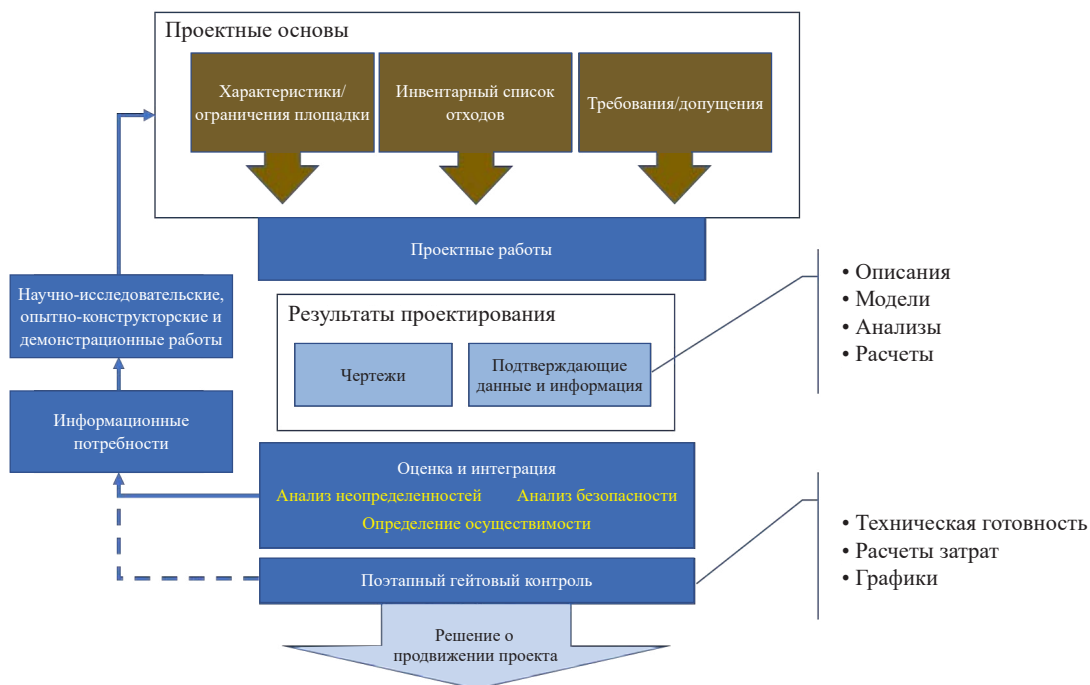 Проектные основы
Характеристики/
ограничения площадки
Инвентарный список
отходов
Требования/допущения
Проектные работы
Научно-исследовательские,
опытно-конструкторские и
демонстрационные работы
Результаты проектирования
Чертежи
Подтверждающие
данные и информация
• Описания
• Модели
• Анализы
• Расчеты
Информационные
потребности
Оценка и интеграция
Анализ неопределенностей
Анализ безопасности
Определение осуществимости
Поэтапный гейтовый контроль
• Техническая готовность
• Расчеты затрат
• Графики
Решение о
продвижении проекта